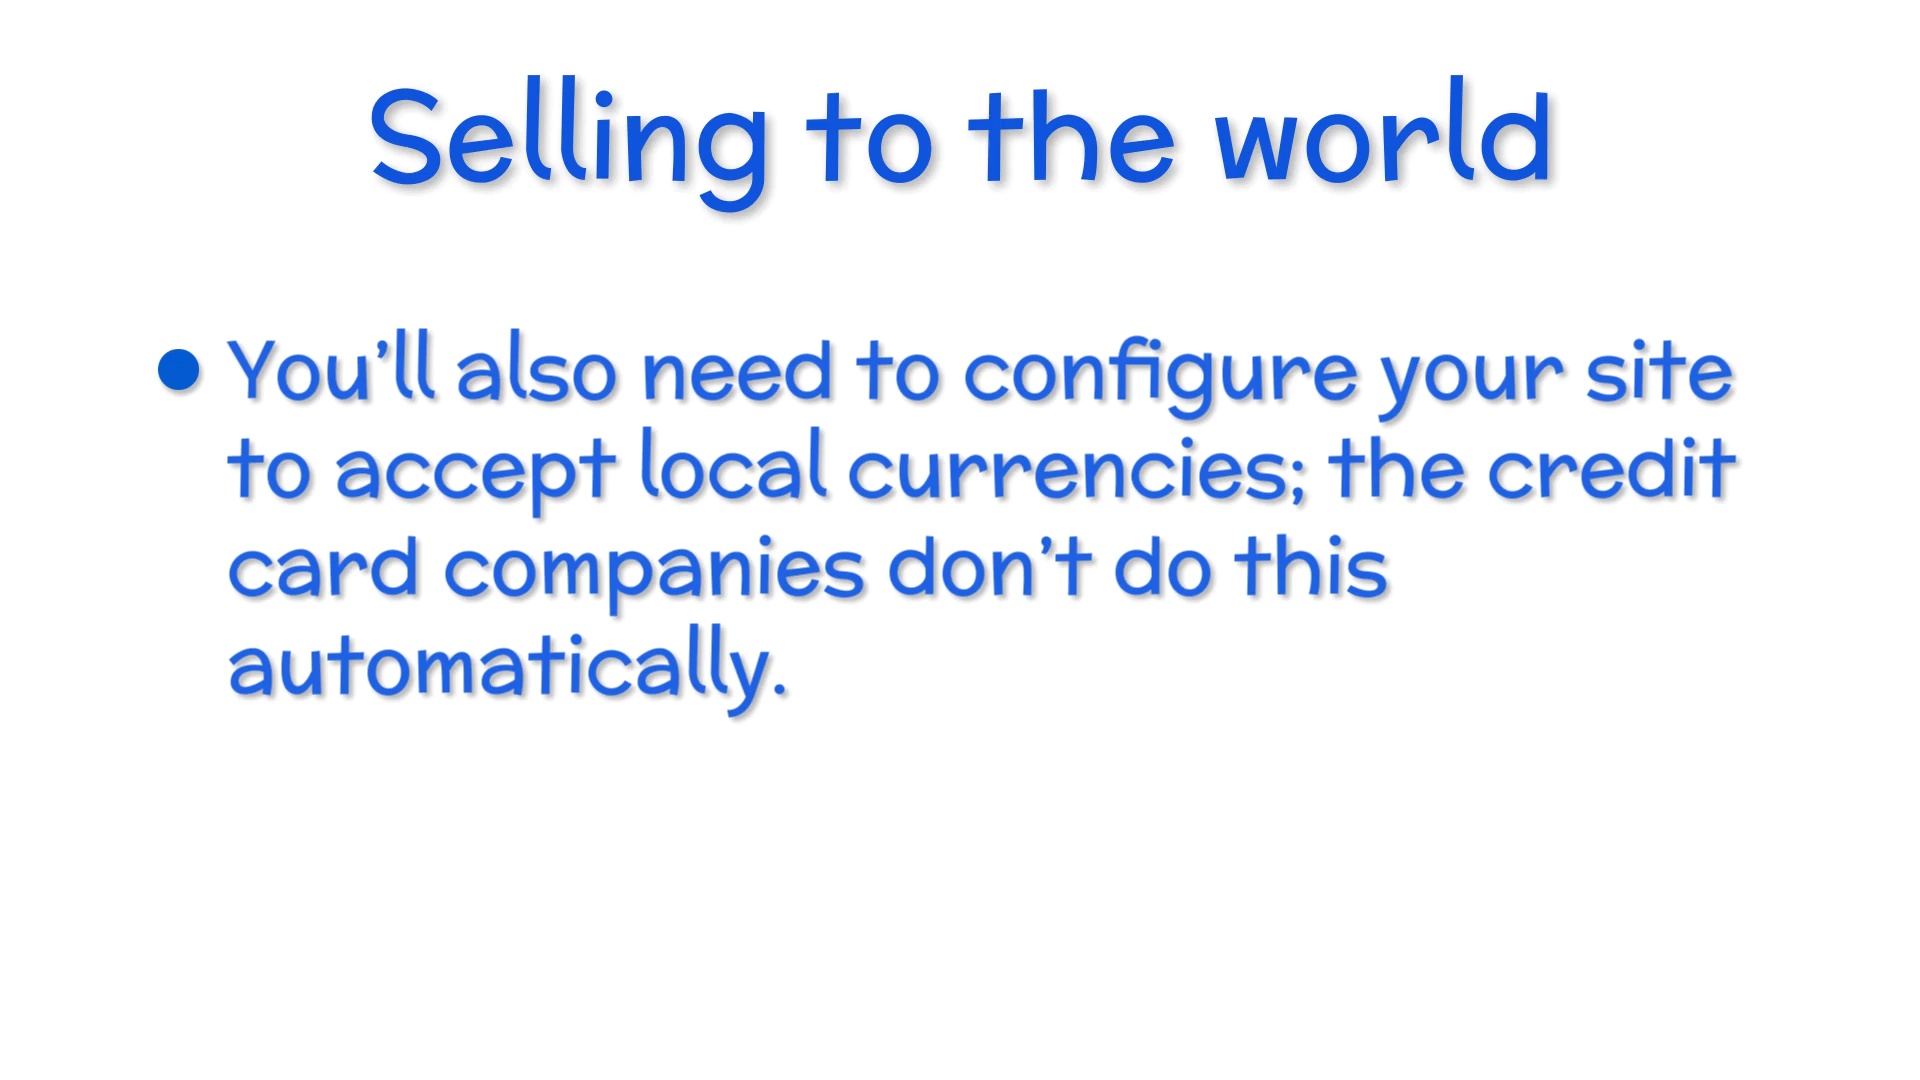 Selling to the world
• You’ll also need to configure your site
to accept local currencies; the credit
card companies don’t do this
automatically.